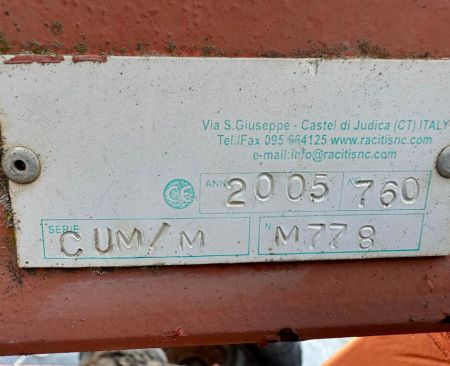 Via S.Giuseppe - Castel di Judica (CT) ITALY
Tel./Fax 095 664125 www.racitisnc.com
e-mail:info@racitisnc.com
CE ANNO 2005 KG 760
SERIE CUM/M N. M778